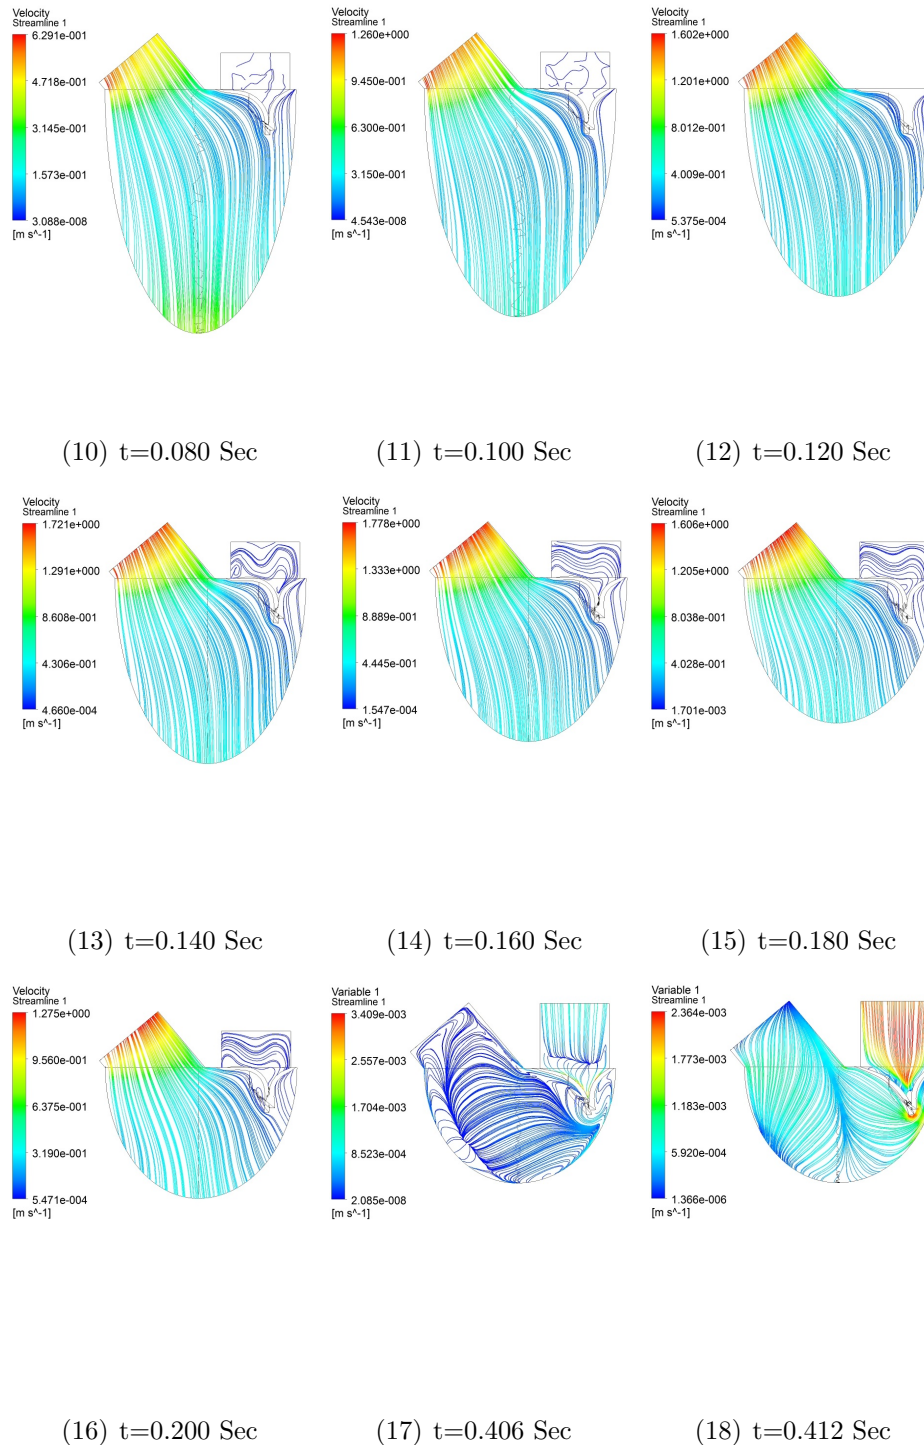 Velocity
Streamline 1
6.291e-001
4.718e-001
3.145e-001
1.573e-001
3.088e-008
[m s^-1]
Velocity
Streamline 1
1.260e+000
9.450e-001
6.300e-001
3.150e-001
4.543e-008
[m s^-1]
Velocity
Streamline 1
1.602e+000
1.201e+000
8.012e-001
4.009e-001
5.375e-004
[m s^-1]
(10) t=0.080 Sec
(11) t=0.100 Sec
(12) t=0.120 Sec
Velocity
Streamline 1
1.721e+000
1.291e+000
8.608e-001
4.306e-001
4.660e-004
[m s^-1]
Velocity
Streamline 1
1.778e+000
1.333e+000
8.889e-001
4.445e-001
1.547e-004
[m s^-1]
Velocity
Streamline 1
1.606e+000
1.205e+000
8.038e-001
4.028e-001
1.701e-003
[m s^-1]
(13) t=0.140 Sec
(14) t=0.160 Sec
(15) t=0.180 Sec
Velocity
Streamline 1
1.275e+000
9.560e-001
6.375e-001
3.190e-001
5.471e-004
[m s^-1]
Variable 1
Streamline 1
3.409e-003
2.557e-003
1.704e-003
8.523e-004
2.085e-008
[m s^-1]
Variable 1
Streamline 1
2.364e-003
1.773e-003
1.183e-003
5.920e-004
1.366e-006
[m s^-1]
(16) t=0.200 Sec
(17) t=0.406 Sec
(18) t=0.412 Sec